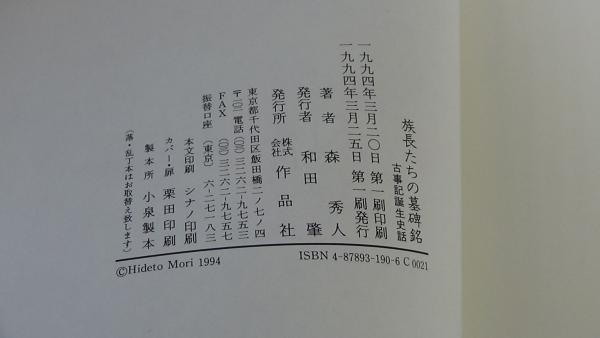 族長たちの墓碑銘
古事記誕生史話
一九九四年三月二〇日 第一刷印刷
一九九四年三月二五日 第一刷発行
著者 森秀人
発行者 和田肇
発行所 株式会社 作品社
東京都千代田区飯田橋二ノ七ノ四
〒一〇二 電話(〇三)三二六二-九七五三
FAX (〇三)三二六二-九七五七
振替口座 (東京)六-二七一八三
本文印刷 シナノ印刷
カバー・扉 栗田印刷
製本所 小泉製本
(落・乱丁本はお取替え致します)
©Hideto Mori 1994
ISBN 4-87893-190-6 C0021